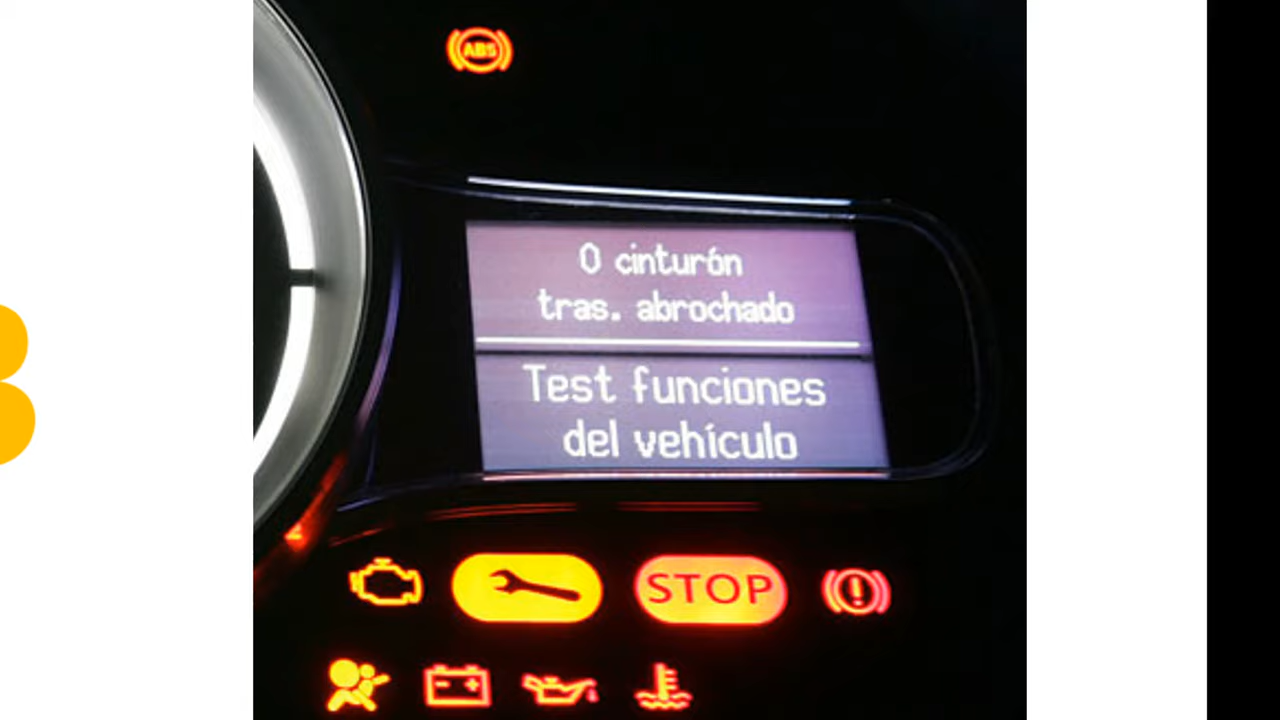 ABS
0 cinturón
tras. abrochado
Test funciones
del vehículo
STOP